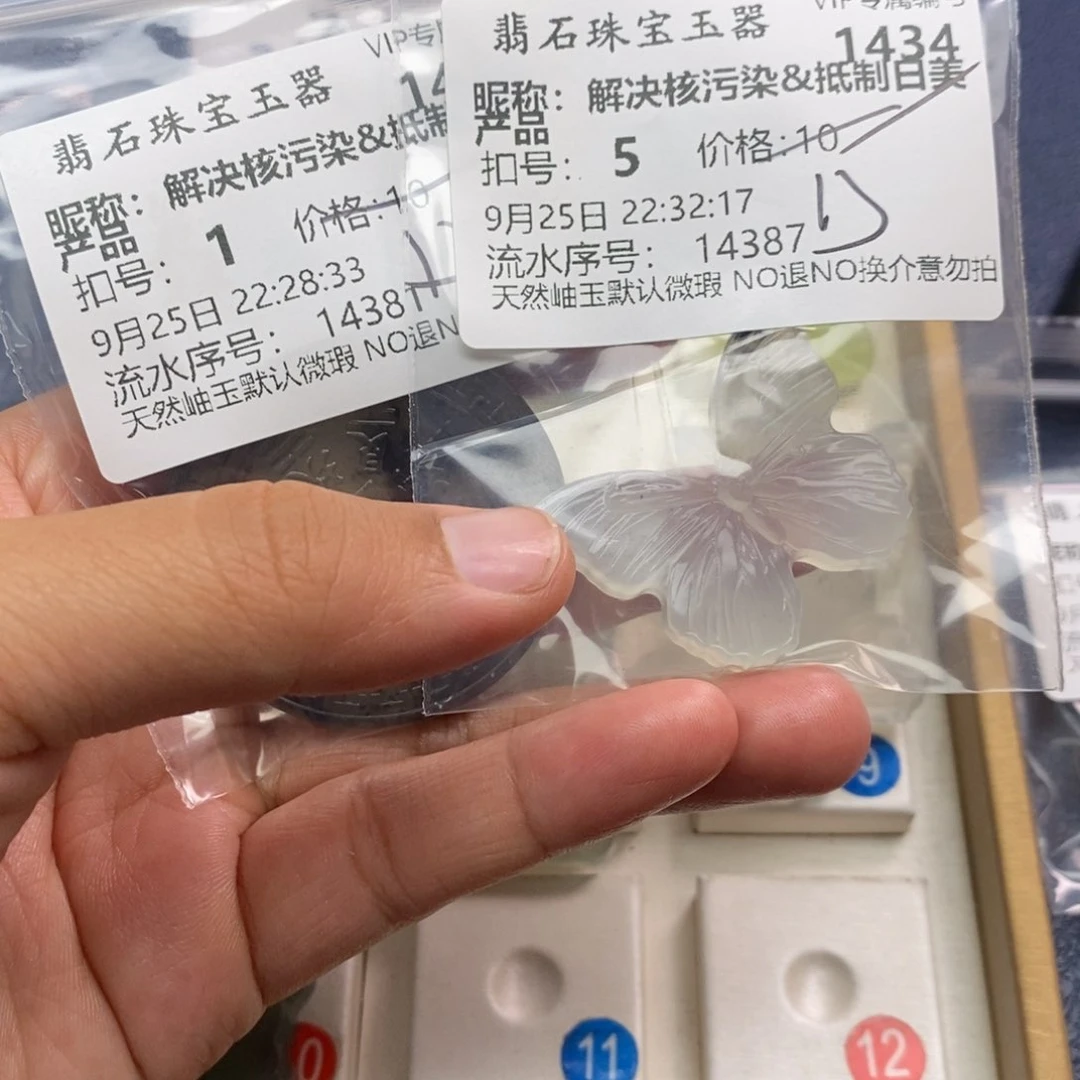 翡石珠宝玉器
VIP专
14
昵称：解决核污染&抵制
产品
扣号： 1 价格：10
9月25日 22:28:33
流水序号： 14387
天然岫玉默认微瑕 NO退N
翡石珠宝玉器
VIP专属编号
1434
昵称：解决核污染&抵制日美
产品
扣号： 5 价格：10
9月25日 22:32:17
流水序号： 14387
天然岫玉默认微瑕 NO退NO换介意勿拍
9
11
12